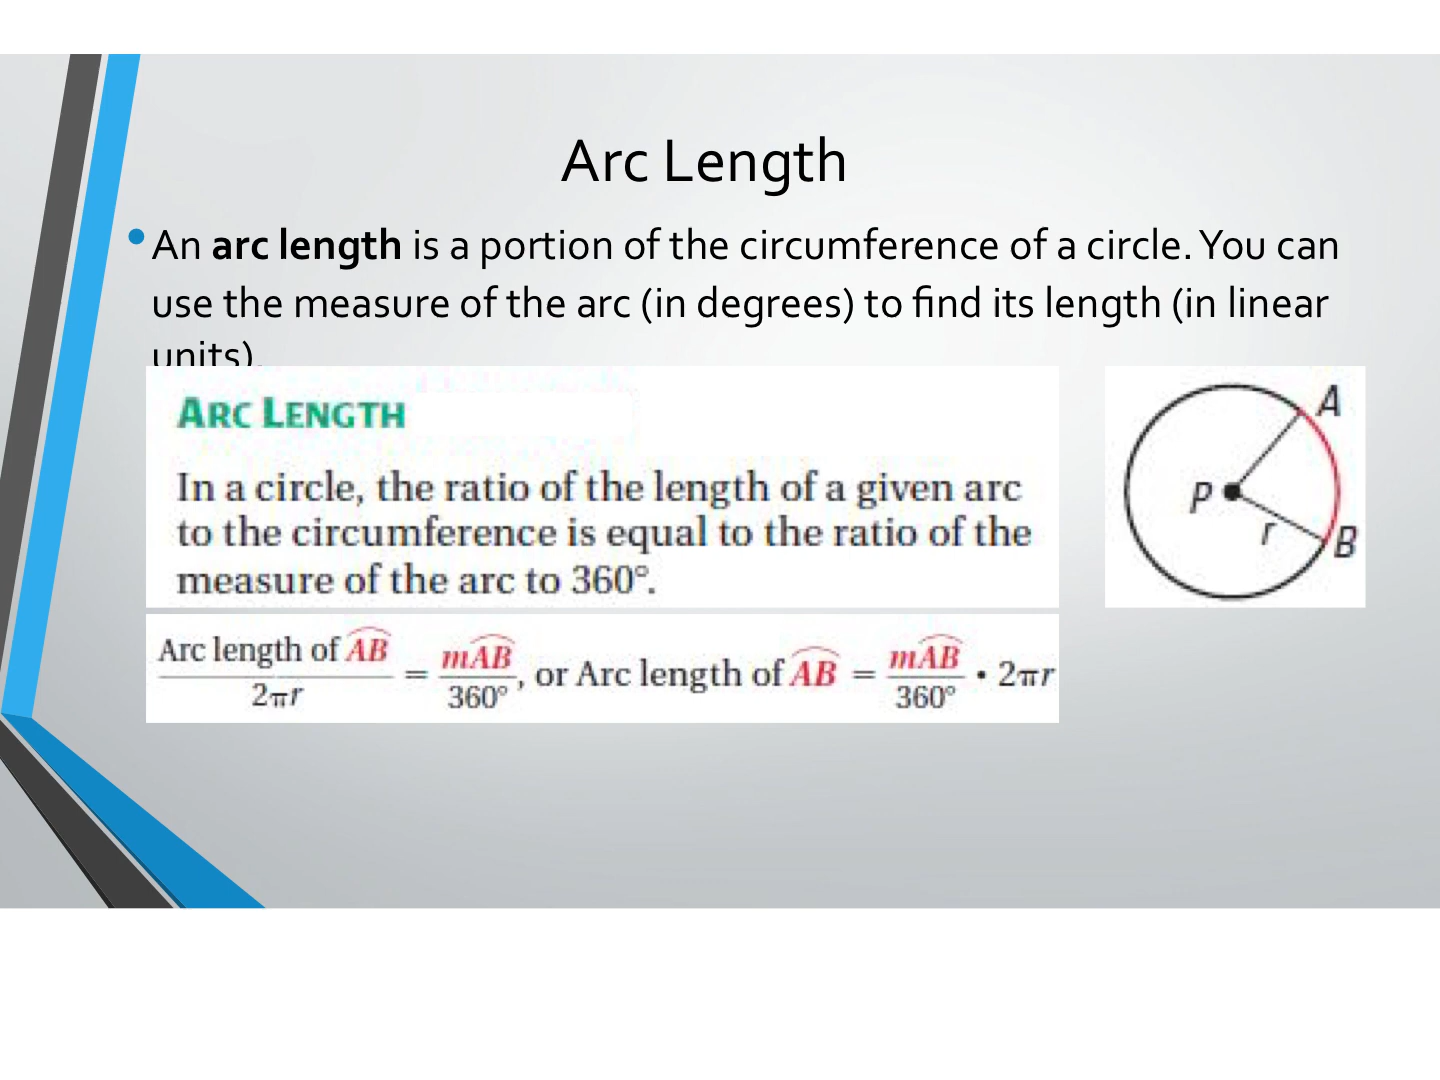 Arc Length
• An arc length is a portion of the circumference of a circle. You can
use the measure of the arc (in degrees) to find its length (in linear
units).
ARC LENGTH
In a circle, the ratio of the length of a given arc
to the circumference is equal to the ratio of the
measure of the arc to 360°.
A
P
r
B
Arc length of AB / 2πr = mAB / 360°, or Arc length of AB = mAB / 360° • 2πr